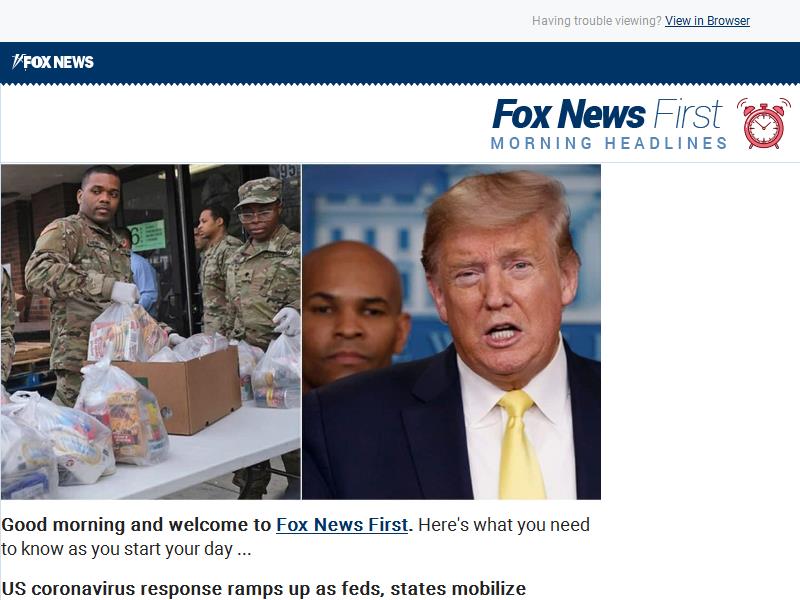 Having trouble viewing? View in Browser
FOX NEWS
Fox News First
MORNING HEADLINES
95
Good morning and welcome to Fox News First. Here's what you need
to know as you start your day ...
US coronavirus response ramps up as feds, states mobilize